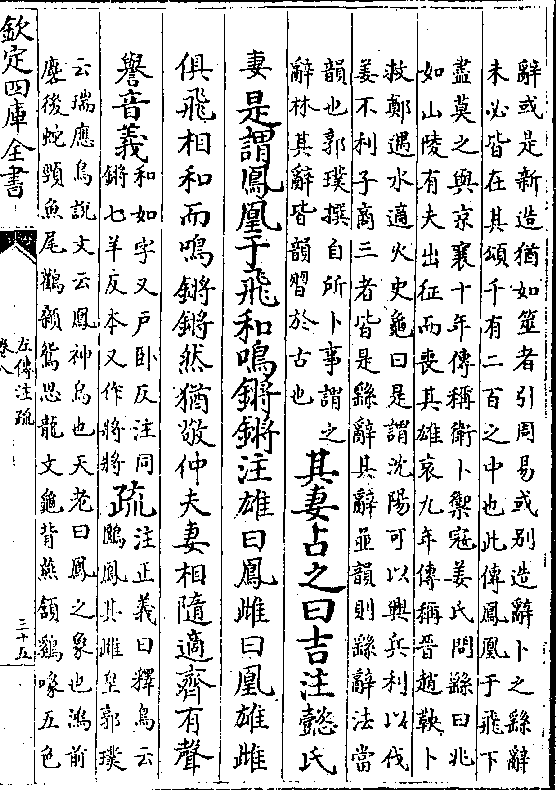 辭或是新造猶如筮者引周易或别造辭卜之繇辭
未必皆在其頌千有二百之中也此傳鳳凰于飛下
盡莫之與京襄十年傳稱衛卜禦冦姜氏問繇曰兆
如山陵有夫出征而喪其雄哀九年傳稱晉趙鞅卜
救鄭遇水適火史龜曰是謂沈陽可以興兵利以伐
姜不利子商三者皆是繇辭其辭並韻則繇辭法當
韻也郭璞撰自所卜事謂之
辭林其辭皆韻習於古也
其妻占之曰吉注懿氏
妻是謂鳳凰于飛和鳴鏘鏘注雄曰鳳雌曰凰雄雌
俱飛相和而鳴鏘鏘然猶敬仲夫妻相隨適齊有聲
譽音義
和如字又户卧反注同
鏘七羊反本又作將將
疏
注正義曰釋鳥云
鶠鳳其雌皇郭璞
云瑞應鳥說文云鳳神鳥也天老曰鳳之象也鴻前
麐後蛇頸魚尾鸛顙鴛思龍文龜背燕頷鷄喙五色
欽定四庫全書
左傳注疏
卷八
三十五